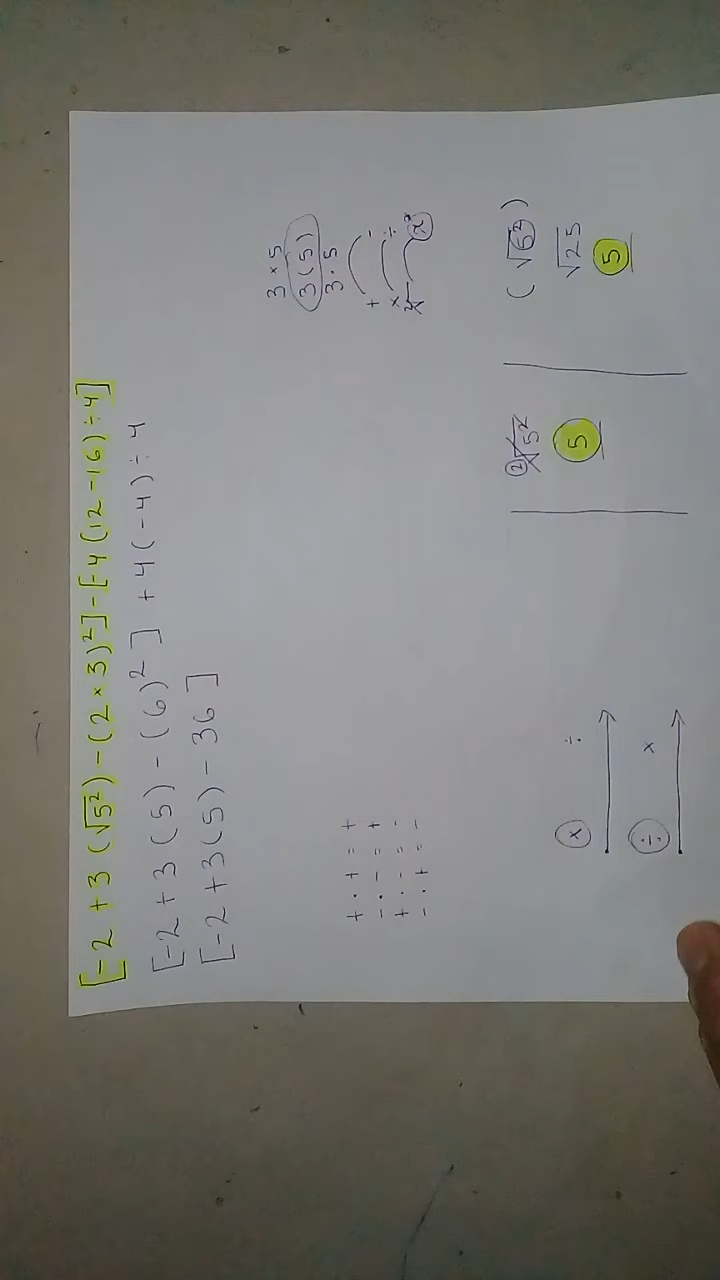 [-2 + 3 (√5²) - (2 × 3)²] - [-4 (12 - 16) ÷ 4]
[-2 + 3 (5) - (6)²] + 4 (-4) ÷ 4
[-2 + 3 (5) - 36]
3 × 5
3 (5)
3 · 5
+ -
× ÷
+ · + = +
- · - = +
+ · - = -
- · + = -
× ÷
÷ ×
²√5²
5
√25
5